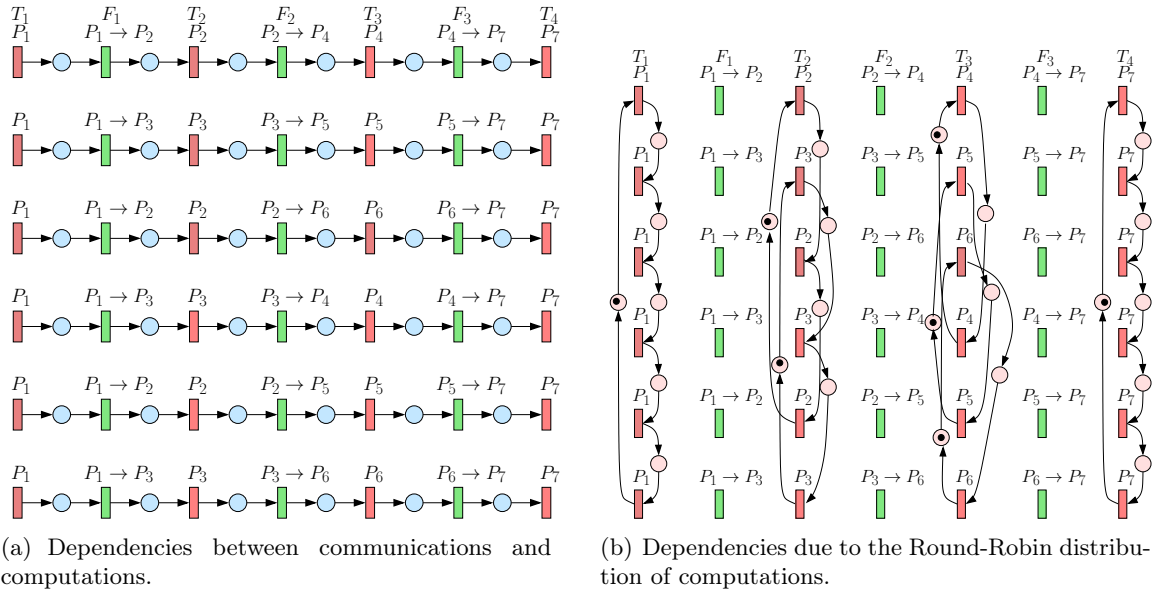 T1 F1 T2 F2 T3 F3 T4
P1 P1 → P2 P2 P2 → P4 P4 P4 → P7 P7
P1 P1 → P3 P3 P3 → P5 P5 P5 → P7 P7
P1 P1 → P2 P2 P2 → P6 P6 P6 → P7 P7
P1 P1 → P3 P3 P3 → P4 P4 P4 → P7 P7
P1 P1 → P2 P2 P2 → P5 P5 P5 → P7 P7
P1 P1 → P3 P3 P3 → P6 P6 P6 → P7 P7
(a) Dependencies between communications and
computations.
T1 F1 T2 F2 T3 F3 T4
P1 P1 → P2 P2 P2 → P4 P4 P4 → P7 P7
P1 P1 → P3 P3 P3 → P5 P5 P5 → P7 P7
P1 P1 → P2 P2 P2 → P6 P6 P6 → P7 P7
P1 P1 → P3 P3 P3 → P4 P4 P4 → P7 P7
P1 P1 → P2 P2 P2 → P5 P5 P5 → P7 P7
P1 P1 → P3 P3 P3 → P6 P6 P6 → P7 P7
(b) Dependencies due to the Round-Robin distribu-
tion of computations.